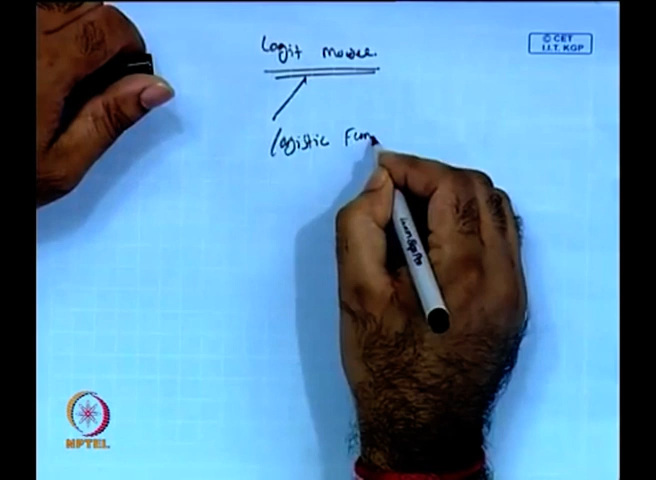 © CET
I.I.T. KGP
Logit model
Logistic Fun
NPTEL